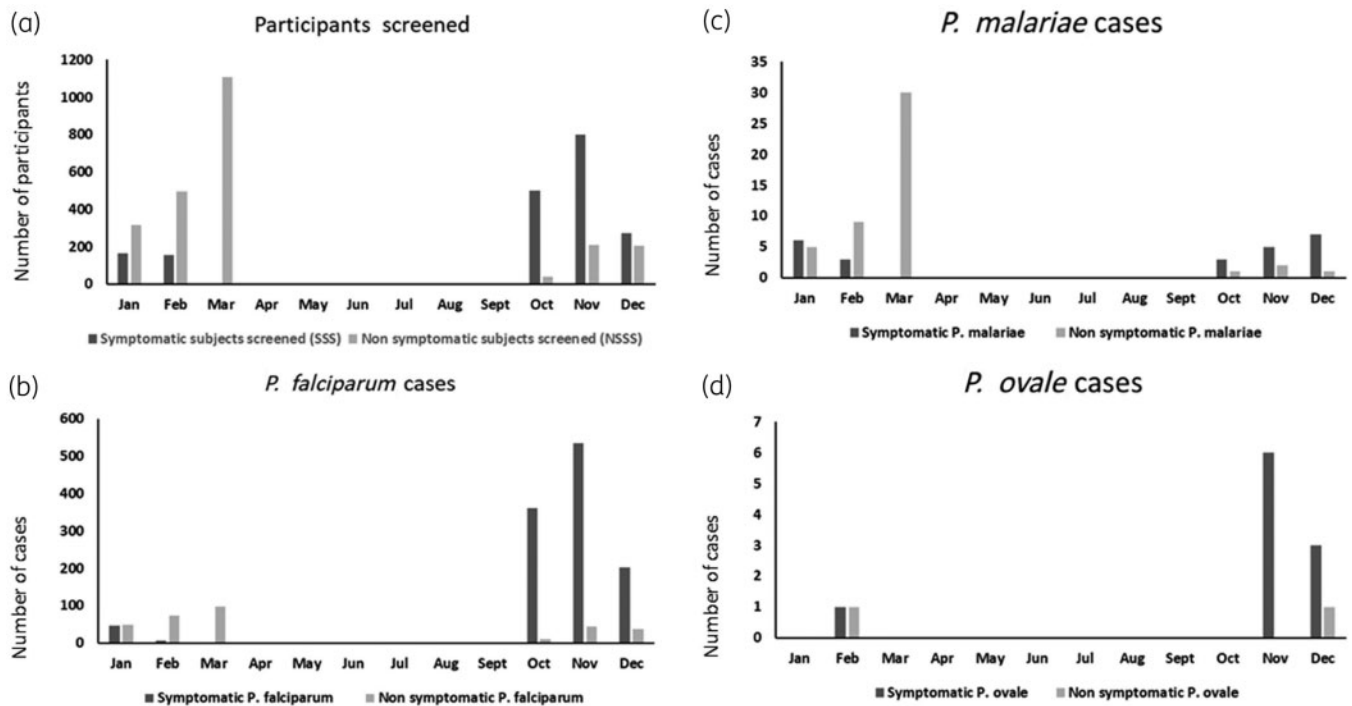 (a)
Participants screened
Number of participants
1200
1000
800
600
400
200
0
Jan Feb Mar Apr May Jun Jul Aug Sept Oct Nov Dec
Symptomatic subjects screened (SSS) Non symptomatic subjects screened (NSSS)
(b)
P. falciparum cases
Number of cases
600
500
400
300
200
100
0
Jan Feb Mar Apr May Jun Jul Aug Sept Oct Nov Dec
Symptomatic P. falciparum Non symptomatic P. falciparum
(c)
P. malariae cases
Number of cases
35
30
25
20
15
10
5
0
Jan Feb Mar Apr May Jun Jul Aug Sept Oct Nov Dec
Symptomatic P. malariae Non symptomatic P. malariae
(d)
P. ovale cases
Number of cases
7
6
5
4
3
2
1
0
Jan Feb Mar Apr May Jun Jul Aug Sept Oct Nov Dec
Symptomatic P. ovale Non symptomatic P. ovale